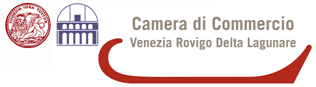 Camera di Commercio
Venezia Rovigo Delta Lagunare